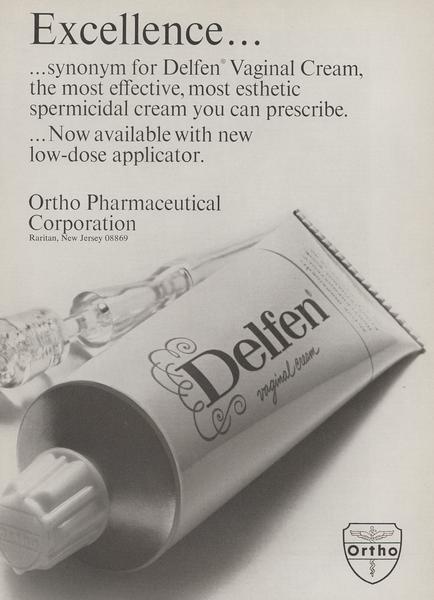 Excellence...
...synonym for Delfen® Vaginal Cream,
the most effective, most esthetic
spermicidal cream you can prescribe.
...Now available with new
low-dose applicator.
Ortho Pharmaceutical
Corporation
Raritan, New Jersey 08869
Delfen®
vaginal cream
Ortho